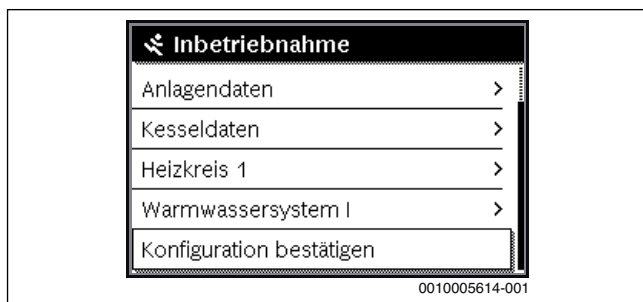 Inbetriebnahme
Anlagendaten >
Kesseldaten >
Heizkreis 1 >
Warmwassersystem I >
Konfiguration bestätigen
0010005614-001